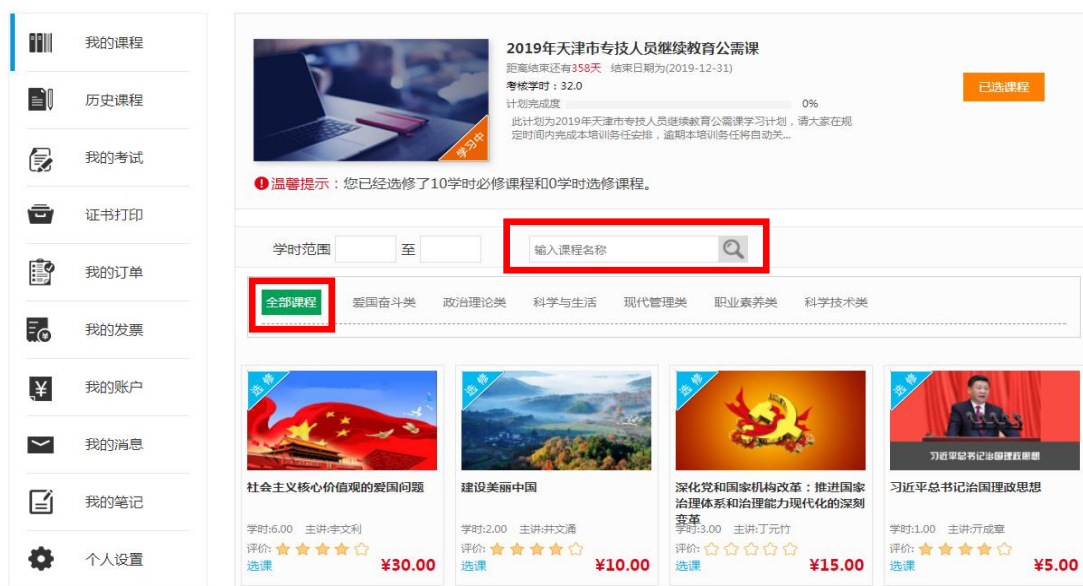 我的课程
历史课程
我的考试
证书打印
我的订单
我的发票
我的账户
我的消息
我的笔记
个人设置
学习中
2019年天津市专技人员继续教育公需课
距离结束还有358天 结束日期为(2019-12-31)
考核学时：32.0
计划完成度 0%
此计划为2019年天津市专技人员继续教育公需课学习计划，请大家在规
定时间内完成本培训务任安排，逾期本培训务任将自动关...
已选课程
温馨提示：您已经选修了10学时必修课程和0学时选修课程。
学时范围 至 输入课程名称
全部课程 爱国奋斗类 政治理论类 科学与生活 现代管理类 职业素养类 科学技术类
选修
社会主义核心价值观的爱国问题
学时:6.00 主讲:宇文利
评价:
选课 ¥30.00
选修
建设美丽中国
学时:2.00 主讲:井文涌
评价:
选课 ¥10.00
选修
深化党和国家机构改革：推进国家
治理体系和治理能力现代化的深刻
变革
学时:3.00 主讲:丁元竹
评价:
选课 ¥15.00
选修
习近平总书记治国理政思想
习近平总书记治国理政思想
学时:1.00 主讲:亓成章
评价:
选课 ¥5.00